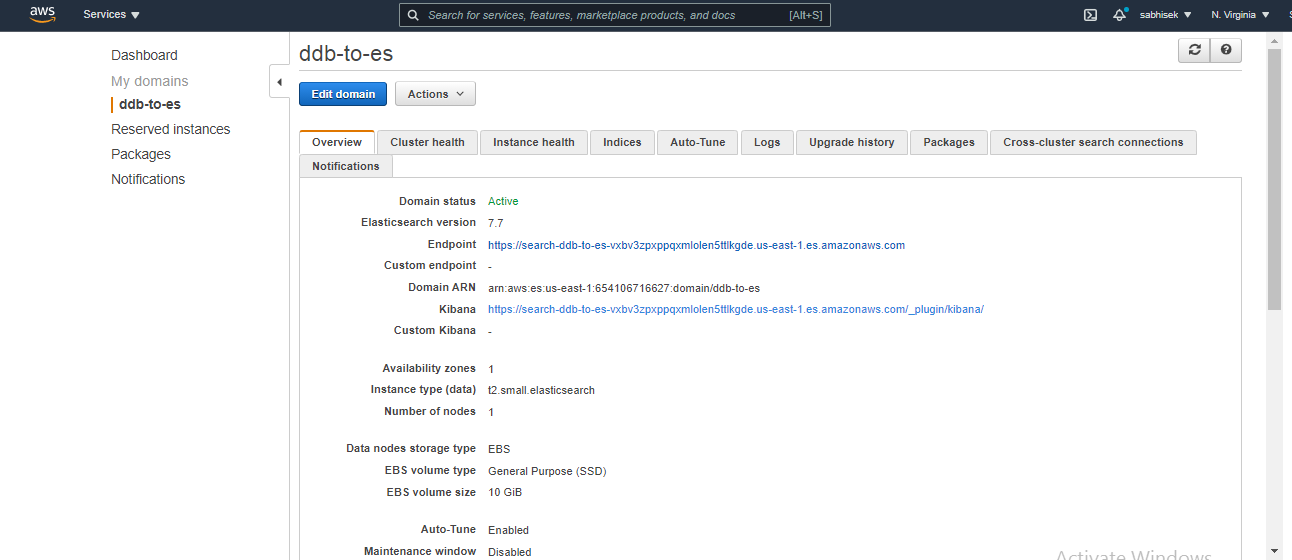 aws Services Search for services, features, marketplace products, and docs [Alt+S] sabhisek N. Virginia
ddb-to-es
Dashboard
My domains
ddb-to-es
Reserved instances
Packages
Notifications
Edit domain Actions
Overview Cluster health Instance health Indices Auto-Tune Logs Upgrade history Packages Cross-cluster search connections
Notifications
Domain status Active
Elasticsearch version 7.7
Endpoint https://search-ddb-to-es-vxbv3zpxppqxmlolen5ttlkgde.us-east-1.es.amazonaws.com
Custom endpoint -
Domain ARN arn:aws:es:us-east-1:654106716627:domain/ddb-to-es
Kibana https://search-ddb-to-es-vxbv3zpxppqxmlolen5ttlkgde.us-east-1.es.amazonaws.com/_plugin/kibana/
Custom Kibana -
Availability zones 1
Instance type (data) t2.small.elasticsearch
Number of nodes 1
Data nodes storage type EBS
EBS volume type General Purpose (SSD)
EBS volume size 10 GiB
Auto-Tune Enabled
Maintenance window Disabled
Activate Windows